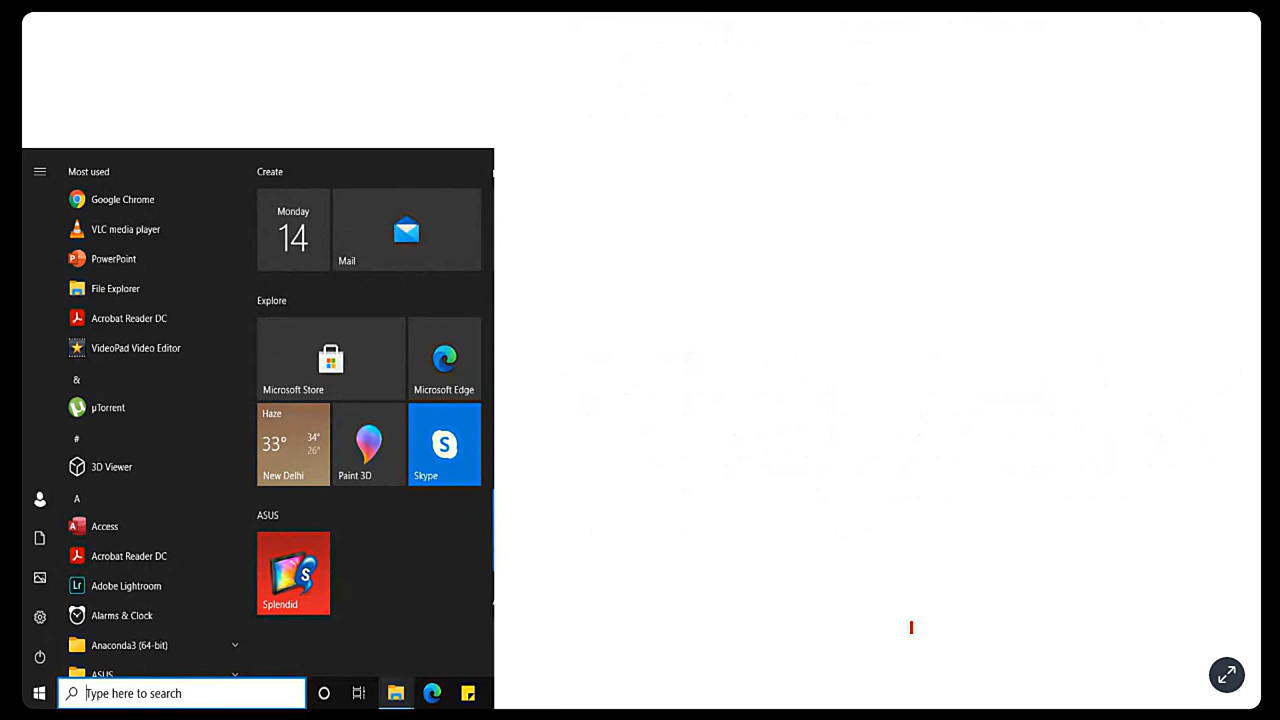 Most used
Google Chrome
VLC media player
PowerPoint
File Explorer
Acrobat Reader DC
VideoPad Video Editor
&
µTorrent
#
3D Viewer
A
Access
Acrobat Reader DC
Adobe Lightroom
Alarms & Clock
Anaconda3 (64-bit)
ASUS
Type here to search
Create
Monday
14
Mail
Explore
Microsoft Store
Microsoft Edge
Haze
33° 34°
26°
New Delhi
Paint 3D
S
Skype
ASUS
S
Splendid
Lr